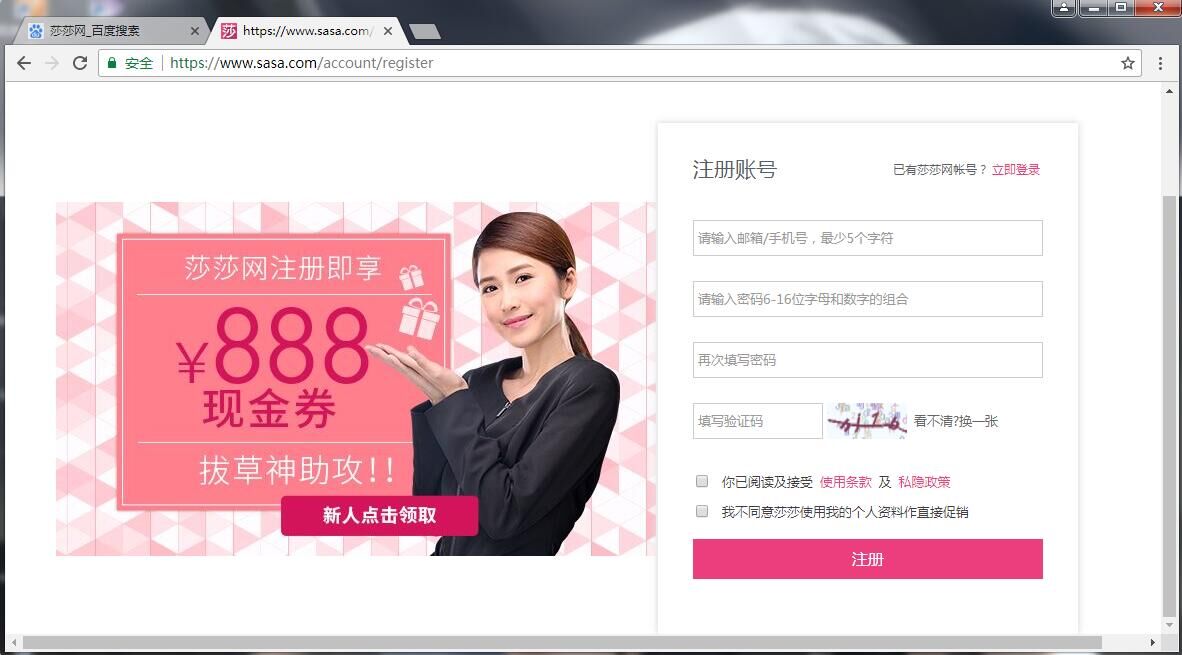 莎莎网_百度搜索
https://www.sasa.com/
安全
https://www.sasa.com/account/register
莎莎网注册即享
¥888
现金券
拔草神助攻!!
新人点击领取
注册账号
已有莎莎网帐号？ 立即登录
请输入邮箱/手机号，最少5个字符
请输入密码6-16位字母和数字的组合
再次填写密码
填写验证码
看不清?换一张
你已阅读及接受 使用条款 及 私隐政策
我不同意莎莎使用我的个人资料作直接促销
注册